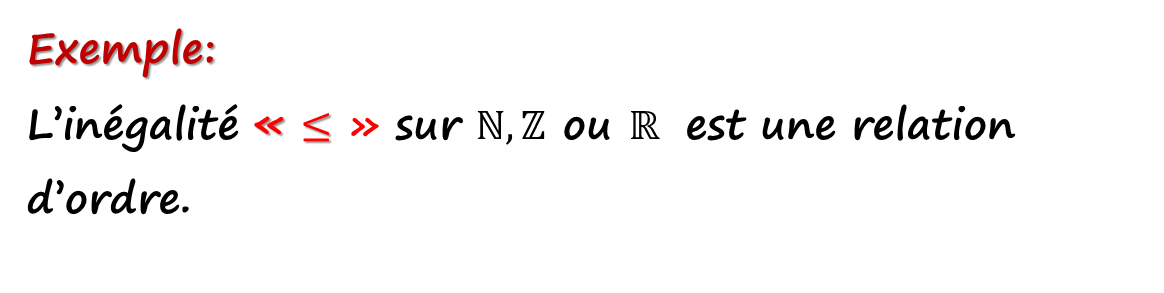 Exemple:
L’inégalité « ≤ » sur ℕ, ℤ ou ℝ est une relation
d’ordre.